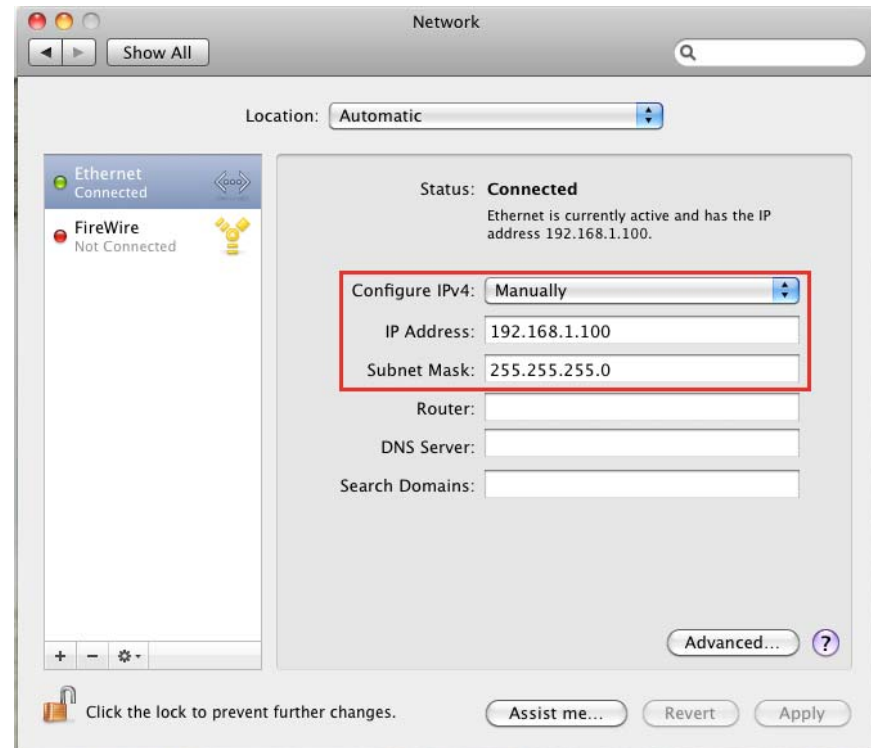 Network
Show All
Location: Automatic
Ethernet
Connected
FireWire
Not Connected
Status: Connected
Ethernet is currently active and has the IP
address 192.168.1.100.
Configure IPv4: Manually
IP Address: 192.168.1.100
Subnet Mask: 255.255.255.0
Router:
DNS Server:
Search Domains:
Advanced... ?
Click the lock to prevent further changes.
Assist me... Revert Apply